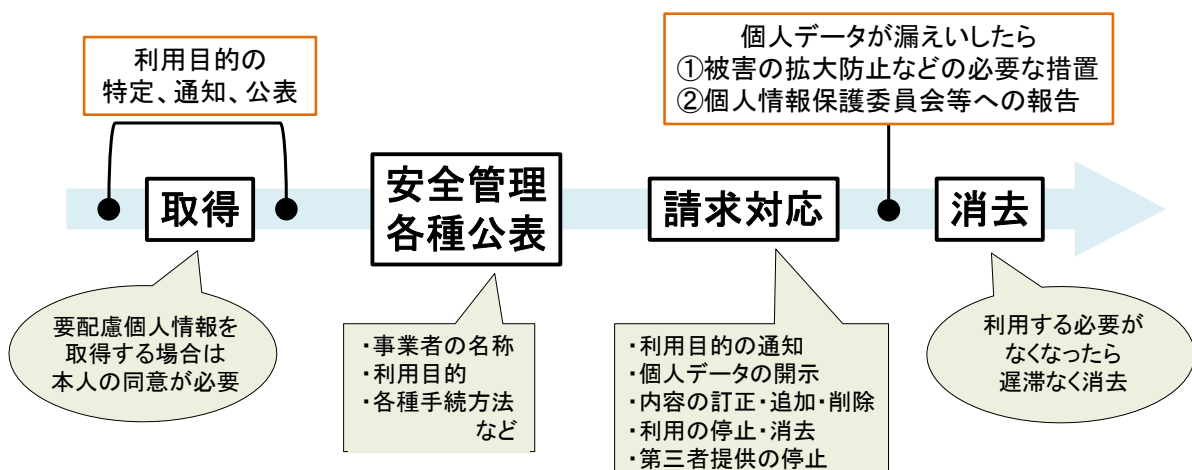 利用目的の
特定、通知、公表
個人データが漏えいしたら
①被害の拡大防止などの必要な措置
②個人情報保護委員会等への報告
取得
安全管理
各種公表
請求対応
消去
要配慮個人情報を
取得する場合は
本人の同意が必要
・事業者の名称
・利用目的
・各種手続方法
など
・利用目的の通知
・個人データの開示
・内容の訂正・追加・削除
・利用の停止・消去
・第三者提供の停止
利用する必要が
なくなったら
遅滞なく消去